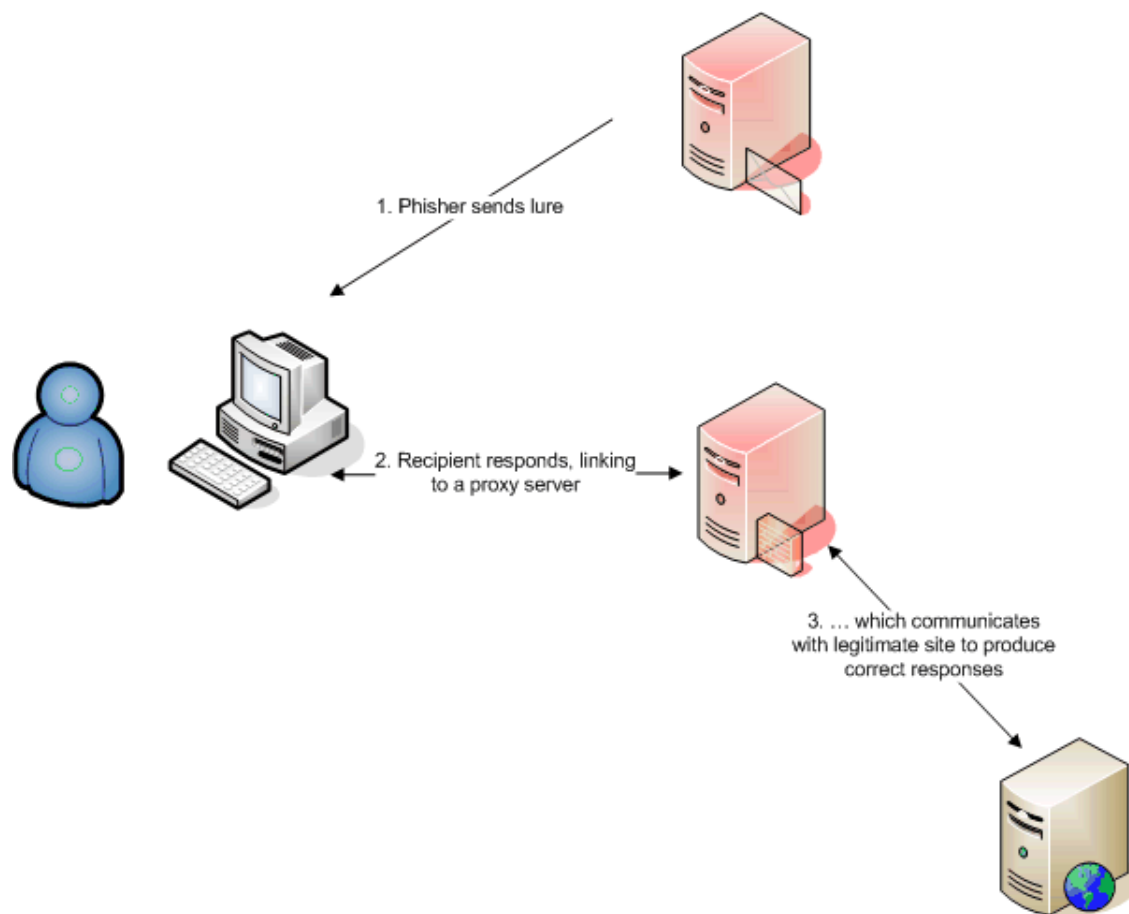 1. Phisher sends lure
2. Recipient responds, linking
to a proxy server
3. … which communicates
with legitimate site to produce
correct responses